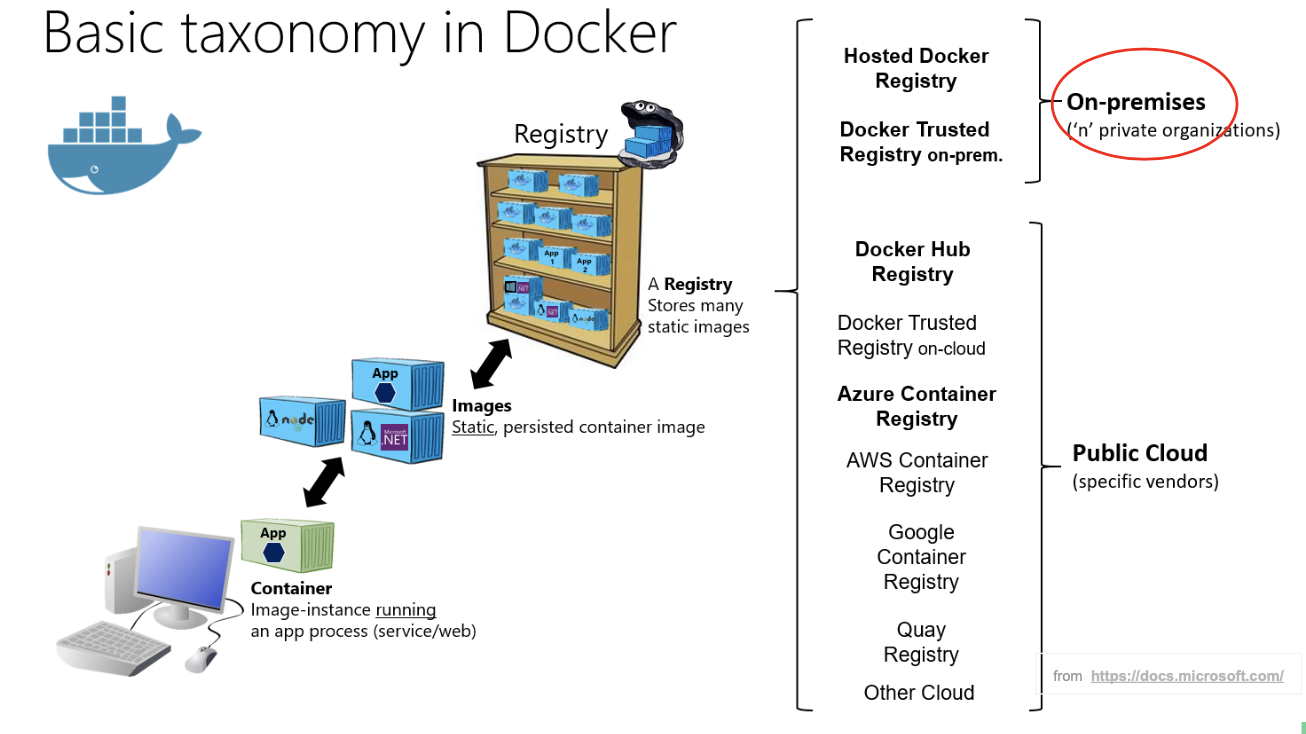 Basic taxonomy in Docker
Registry
App
1
App
2
.NET
.NET
node
A Registry
Stores many
static images
App
node
Microsoft
.NET
Images
Static, persisted container image
App
Container
Image-instance running
an app process (service/web)
Hosted Docker
Registry
Docker Trusted
Registry on-prem.
On-premises
('n' private organizations)
Docker Hub
Registry
Docker Trusted
Registry on-cloud
Azure Container
Registry
AWS Container
Registry
Google
Container
Registry
Quay
Registry
Other Cloud
Public Cloud
(specific vendors)
from https://docs.microsoft.com/